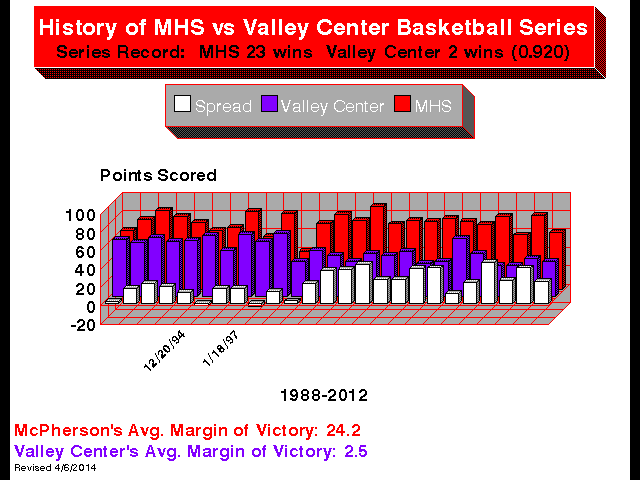 History of MHS vs Valley Center Basketball Series
Series Record: MHS 23 wins Valley Center 2 wins (0.920)
Spread Valley Center MHS
Points Scored
100
80
60
40
20
0
-20
12/20/94 1/18/97
1988-2012
McPherson's Avg. Margin of Victory: 24.2
Valley Center's Avg. Margin of Victory: 2.5
Revised 4/6/2014